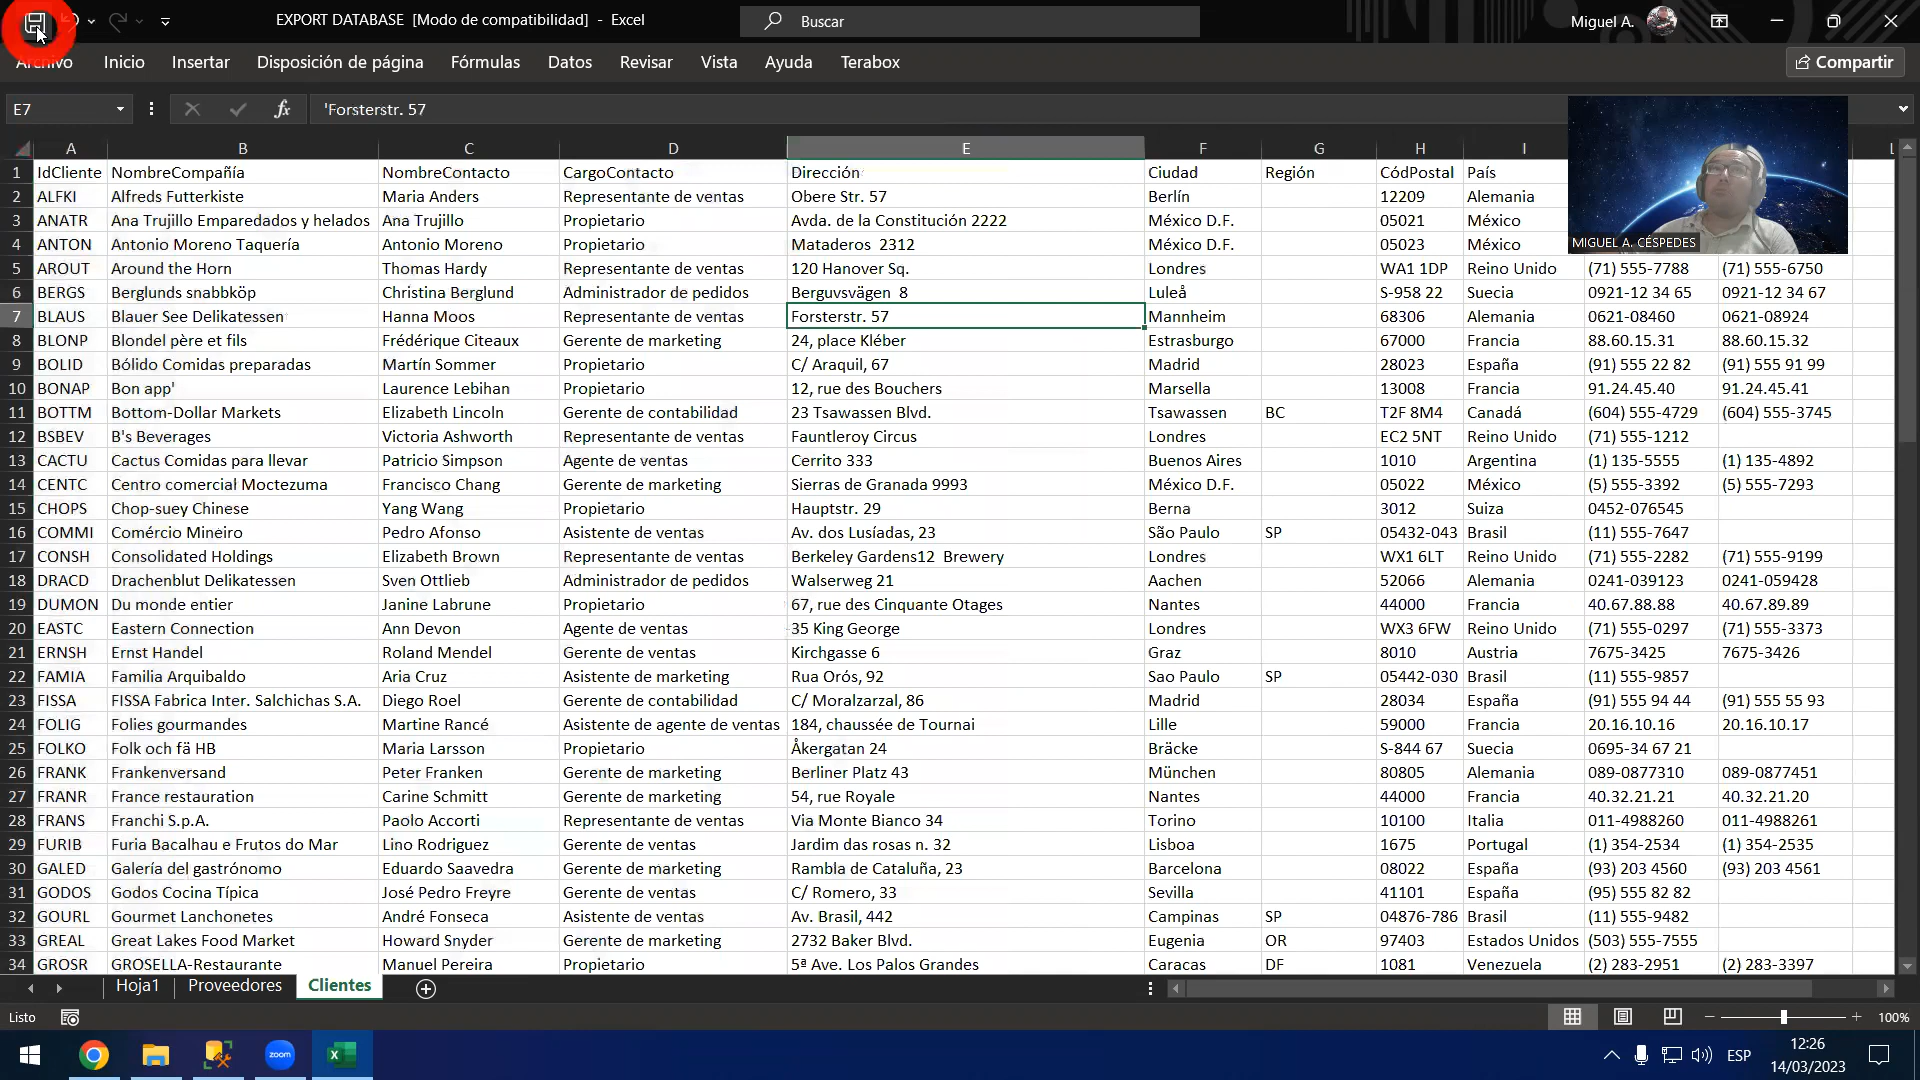 EXPORT DATABASE [Modo de compatibilidad] - Excel
Buscar
Miguel A.
Archivo Inicio Insertar Disposición de página Fórmulas Datos Revisar Vista Ayuda Terabox Compartir
E7 fx 'Forsterstr. 57
A B C D E F G H I L
1 IdCliente NombreCompañía NombreContacto CargoContacto Dirección Ciudad Región CódPostal País
2 ALFKI Alfreds Futterkiste Maria Anders Representante de ventas Obere Str. 57 Berlín 12209 Alemania
3 ANATR Ana Trujillo Emparedados y helados Ana Trujillo Propietario Avda. de la Constitución 2222 México D.F. 05021 México
4 ANTON Antonio Moreno Taquería Antonio Moreno Propietario Mataderos 2312 México D.F. 05023 México
MIGUEL A. CÉSPEDES
5 AROUT Around the Horn Thomas Hardy Representante de ventas 120 Hanover Sq. Londres WA1 1DP Reino Unido (71) 555-7788 (71) 555-6750
6 BERGS Berglunds snabbköp Christina Berglund Administrador de pedidos Berguvsvägen 8 Luleå S-958 22 Suecia 0921-12 34 65 0921-12 34 67
7 BLAUS Blauer See Delikatessen Hanna Moos Representante de ventas Forsterstr. 57 Mannheim 68306 Alemania 0621-08460 0621-08924
8 BLONP Blondel père et fils Frédérique Citeaux Gerente de marketing 24, place Kléber Estrasburgo 67000 Francia 88.60.15.31 88.60.15.32
9 BOLID Bólido Comidas preparadas Martín Sommer Propietario C/ Araquil, 67 Madrid 28023 España (91) 555 22 82 (91) 555 91 99
10 BONAP Bon app' Laurence Lebihan Propietario 12, rue des Bouchers Marsella 13008 Francia 91.24.45.40 91.24.45.41
11 BOTTM Bottom-Dollar Markets Elizabeth Lincoln Gerente de contabilidad 23 Tsawassen Blvd. Tsawassen BC T2F 8M4 Canadá (604) 555-4729 (604) 555-3745
12 BSBEV B's Beverages Victoria Ashworth Representante de ventas Fauntleroy Circus Londres EC2 5NT Reino Unido (71) 555-1212
13 CACTU Cactus Comidas para llevar Patricio Simpson Agente de ventas Cerrito 333 Buenos Aires 1010 Argentina (1) 135-5555 (1) 135-4892
14 CENTC Centro comercial Moctezuma Francisco Chang Gerente de marketing Sierras de Granada 9993 México D.F. 05022 México (5) 555-3392 (5) 555-7293
15 CHOPS Chop-suey Chinese Yang Wang Propietario Hauptstr. 29 Berna 3012 Suiza 0452-076545
16 COMMI Comércio Mineiro Pedro Afonso Asistente de ventas Av. dos Lusíadas, 23 São Paulo SP 05432-043 Brasil (11) 555-7647
17 CONSH Consolidated Holdings Elizabeth Brown Representante de ventas Berkeley Gardens12 Brewery Londres WX1 6LT Reino Unido (71) 555-2282 (71) 555-9199
18 DRACD Drachenblut Delikatessen Sven Ottlieb Administrador de pedidos Walserweg 21 Aachen 52066 Alemania 0241-039123 0241-059428
19 DUMON Du monde entier Janine Labrune Propietario 67, rue des Cinquante Otages Nantes 44000 Francia 40.67.88.88 40.67.89.89
20 EASTC Eastern Connection Ann Devon Agente de ventas 35 King George Londres WX3 6FW Reino Unido (71) 555-0297 (71) 555-3373
21 ERNSH Ernst Handel Roland Mendel Gerente de ventas Kirchgasse 6 Graz 8010 Austria 7675-3425 7675-3426
22 FAMIA Familia Arquibaldo Aria Cruz Asistente de marketing Rua Orós, 92 Sao Paulo SP 05442-030 Brasil (11) 555-9857
23 FISSA FISSA Fabrica Inter. Salchichas S.A. Diego Roel Gerente de contabilidad C/ Moralzarzal, 86 Madrid 28034 España (91) 555 94 44 (91) 555 55 93
24 FOLIG Folies gourmandes Martine Rancé Asistente de agente de ventas 184, chaussée de Tournai Lille 59000 Francia 20.16.10.16 20.16.10.17
25 FOLKO Folk och fä HB Maria Larsson Propietario Åkergatan 24 Bräcke S-844 67 Suecia 0695-34 67 21
26 FRANK Frankenversand Peter Franken Gerente de marketing Berliner Platz 43 München 80805 Alemania 089-0877310 089-0877451
27 FRANR France restauration Carine Schmitt Gerente de marketing 54, rue Royale Nantes 44000 Francia 40.32.21.21 40.32.21.20
28 FRANS Franchi S.p.A. Paolo Accorti Representante de ventas Via Monte Bianco 34 Torino 10100 Italia 011-4988260 011-4988261
29 FURIB Furia Bacalhau e Frutos do Mar Lino Rodriguez Gerente de ventas Jardim das rosas n. 32 Lisboa 1675 Portugal (1) 354-2534 (1) 354-2535
30 GALED Galería del gastrónomo Eduardo Saavedra Gerente de marketing Rambla de Cataluña, 23 Barcelona 08022 España (93) 203 4560 (93) 203 4561
31 GODOS Godos Cocina Típica José Pedro Freyre Gerente de ventas C/ Romero, 33 Sevilla 41101 España (95) 555 82 82
32 GOURL Gourmet Lanchonetes André Fonseca Asistente de ventas Av. Brasil, 442 Campinas SP 04876-786 Brasil (11) 555-9482
33 GREAL Great Lakes Food Market Howard Snyder Gerente de marketing 2732 Baker Blvd. Eugenia OR 97403 Estados Unidos (503) 555-7555
34 GROSR GROSELLA-Restaurante Manuel Pereira Propietario 5ª Ave. Los Palos Grandes Caracas DF 1081 Venezuela (2) 283-2951 (2) 283-3397
Hoja1 Proveedores Clientes
Listo 100%
zoom ESP 12:26
14/03/2023